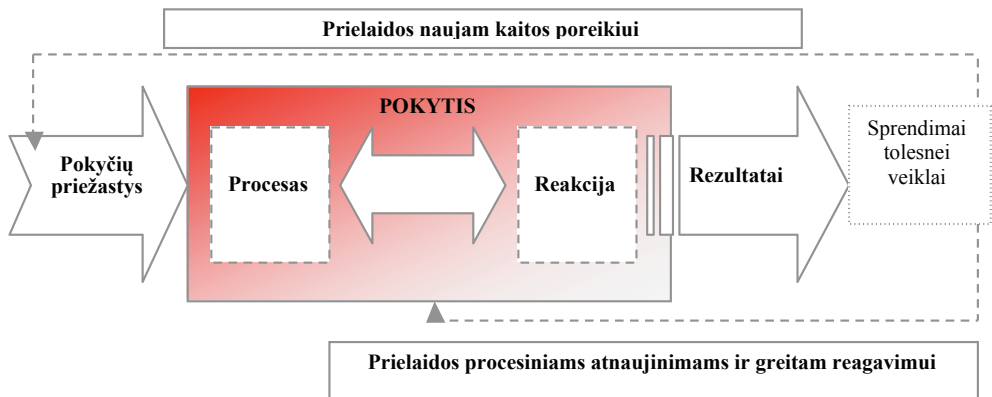 Prielaidos naujam kaitos poreikiui
POKYTIS
Pokyčių
priežastys
Procesas
Reakcija
Rezultatai
Sprendimai
tolesnei
veiklai
Prielaidos procesiniams atnaujinimams ir greitam reagavimui